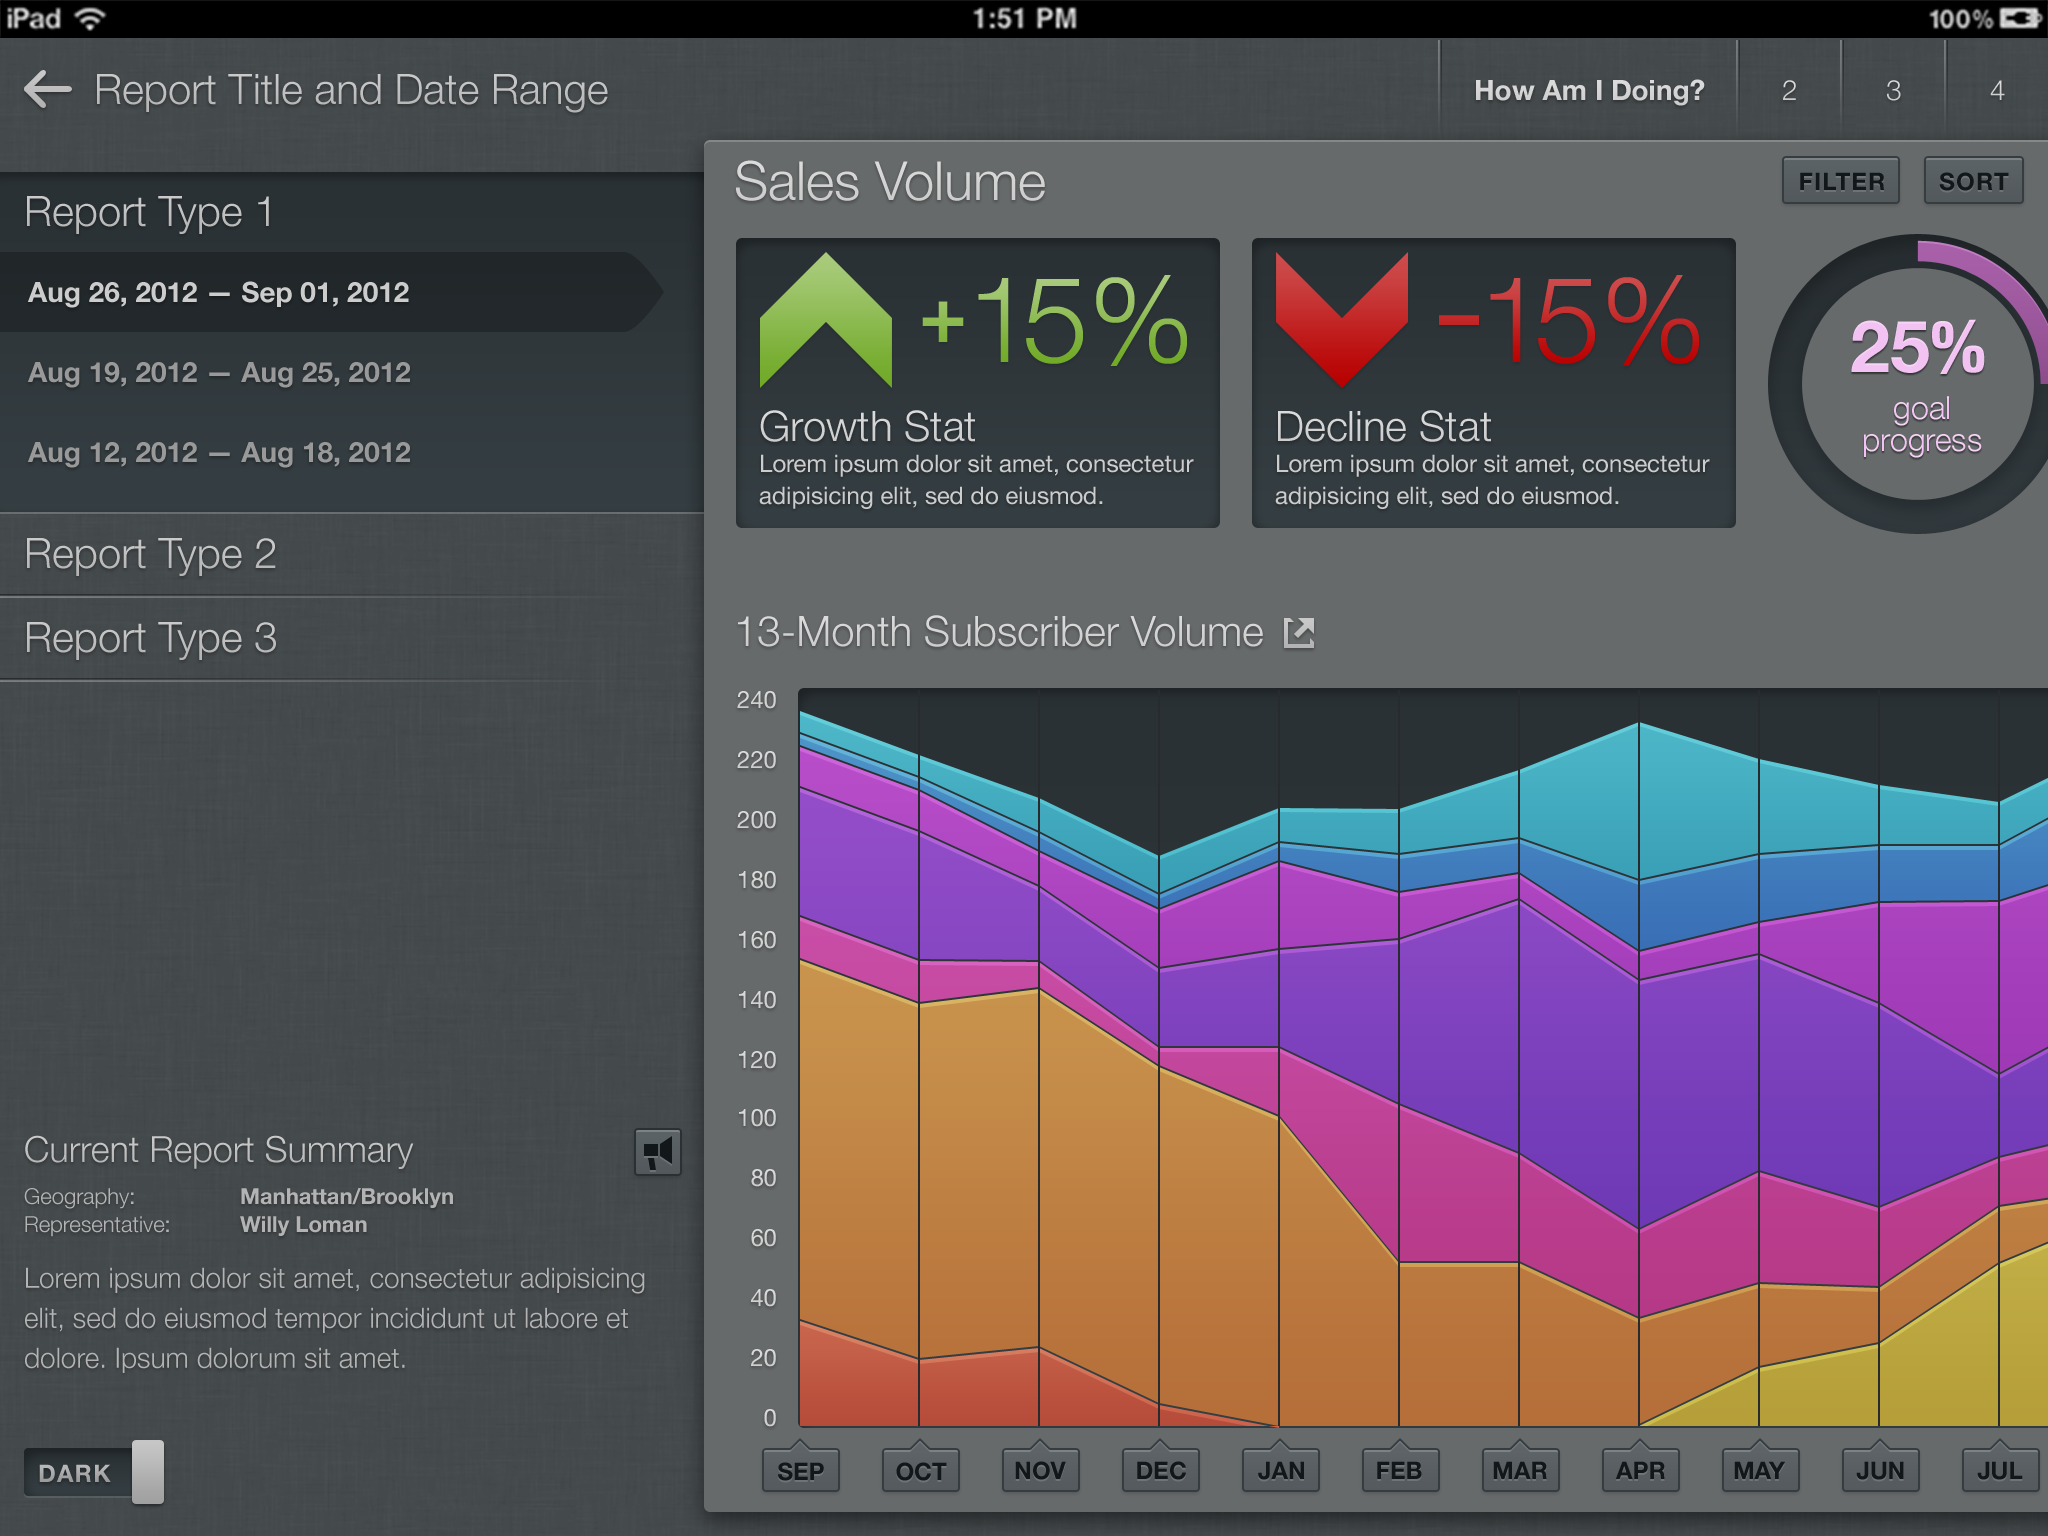 iPad
1:51 PM
100%
Report Title and Date Range
How Am I Doing?
2
3
4
Report Type 1
Aug 26, 2012 — Sep 01, 2012
Aug 19, 2012 — Aug 25, 2012
Aug 12, 2012 — Aug 18, 2012
Report Type 2
Report Type 3
Current Report Summary
Geography: Manhattan/Brooklyn
Representative: Willy Loman
Lorem ipsum dolor sit amet, consectetur adipisicing
elit, sed do eiusmod tempor incididunt ut labore et
dolore. Ipsum dolorum sit amet.
DARK
Sales Volume
FILTER
SORT
+15%
Growth Stat
Lorem ipsum dolor sit amet, consectetur
adipisicing elit, sed do eiusmod.
-15%
Decline Stat
Lorem ipsum dolor sit amet, consectetur
adipisicing elit, sed do eiusmod.
25%
goal
progress
13-Month Subscriber Volume
240
220
200
180
160
140
120
100
80
60
40
20
0
SEP
OCT
NOV
DEC
JAN
FEB
MAR
APR
MAY
JUN
JUL